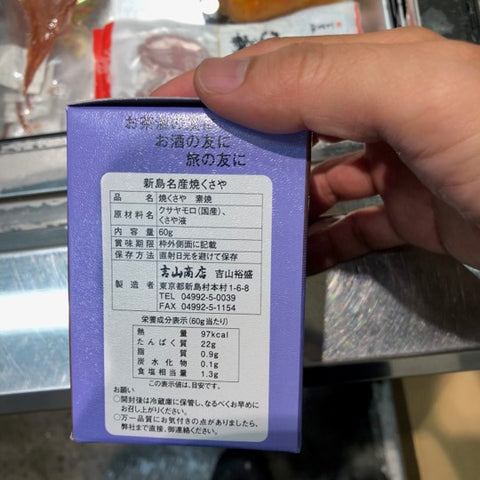 お茶漬の友に
お酒の友に
旅の友に
新島名産焼くさや
品名 焼くさや 素焼
原材料名 クサヤモロ(国産)、
くさや液
内容量 60g
賞味期限 枠外側面に記載
保存方法 直射日光を避けて保存
製造者 吉山商店 吉山裕盛
東京都新島村本村1-6-8
TEL 04992-5-0039
FAX 04992-5-1154
栄養成分表示(60g当たり)
熱量 97kcal
たんぱく質 22g
脂質 0.9g
炭水化物 0.1g
食塩相当量 1.3g
この表示値は、目安です。
お願い
○開封後は冷蔵庫に保管し、なるべくお早めに
お召し上がりください。
○万一品質にお気付きの点がありましたら、
弊社まで直接、御連絡ください。